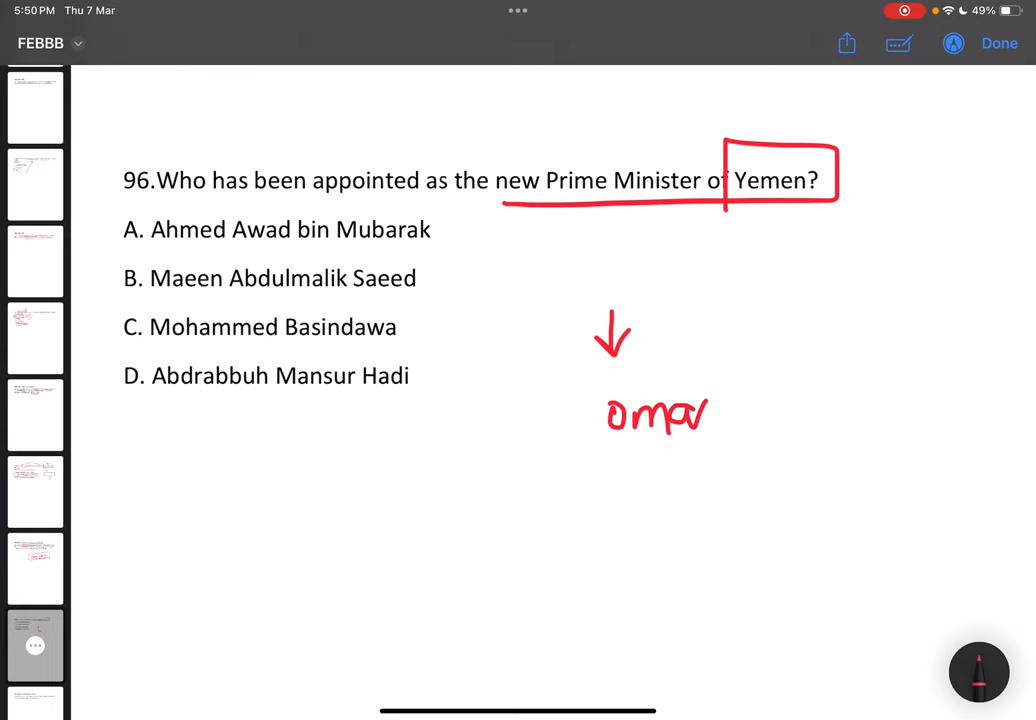 5:50 PM Thu 7 Mar
49%
FEBBB
Done
96.Who has been appointed as the new Prime Minister of Yemen?
A. Ahmed Awad bin Mubarak
B. Maeen Abdulmalik Saeed
C. Mohammed Basindawa
D. Abdrabbuh Mansur Hadi